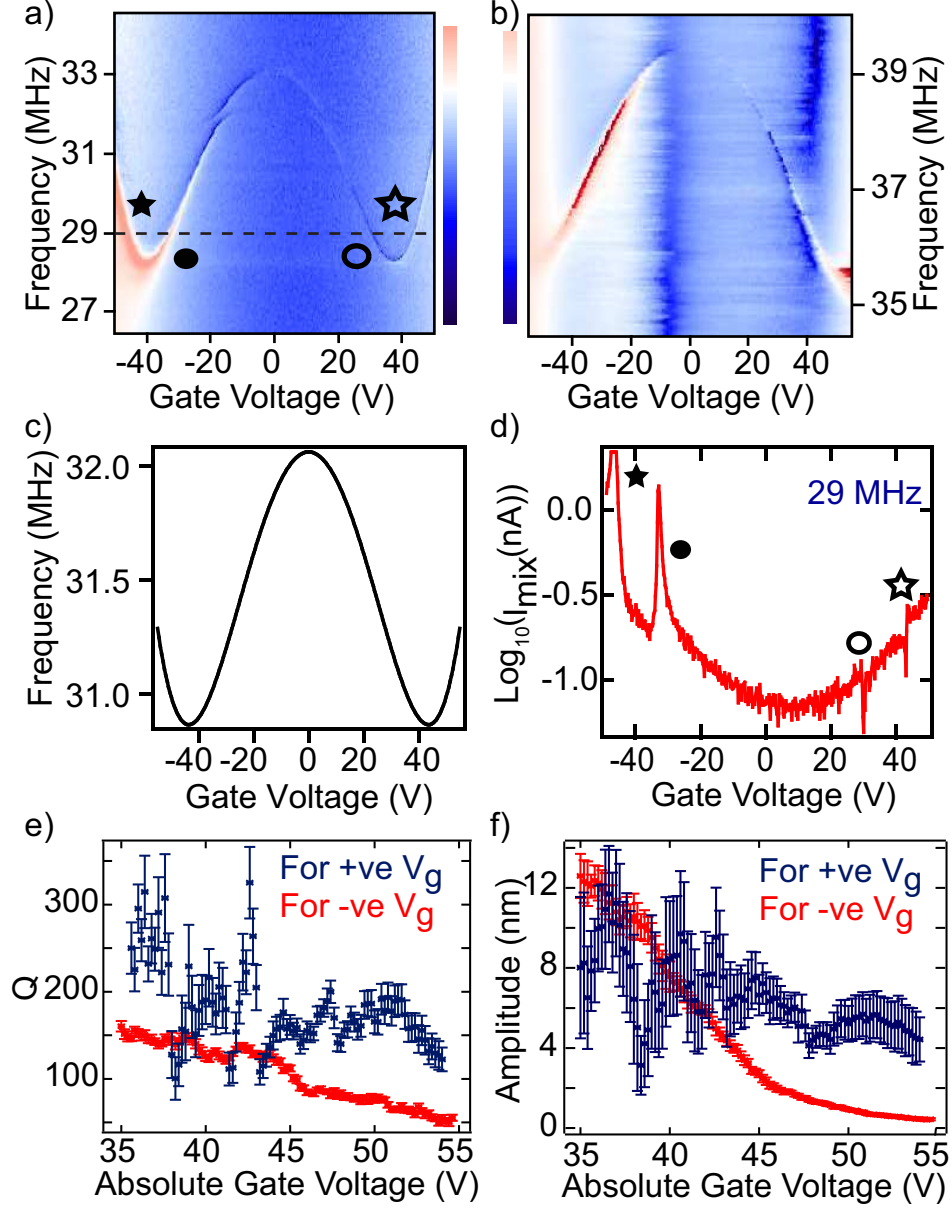 a)
b)
33
31
29
27
Frequency (MHz)
-40 -20 0 20 40
Gate Voltage (V)
39
37
35
Frequency (MHz)
-40 -20 0 20 40
Gate Voltage (V)
c)
d)
32.0
31.5
31.0
Frequency (MHz)
-40 -20 0 20 40
Gate Voltage (V)
29 MHz
0.0
-0.5
-1.0
Log₁₀(Imix(nA))
-40 -20 0 20 40
Gate Voltage (V)
e)
f)
For +ve Vg
For -ve Vg
300
200
100
Q
35 40 45 50 55
Absolute Gate Voltage (V)
For +ve Vg
For -ve Vg
12
8
4
0
Amplitude (nm)
35 40 45 50 55
Absolute Gate Voltage (V)